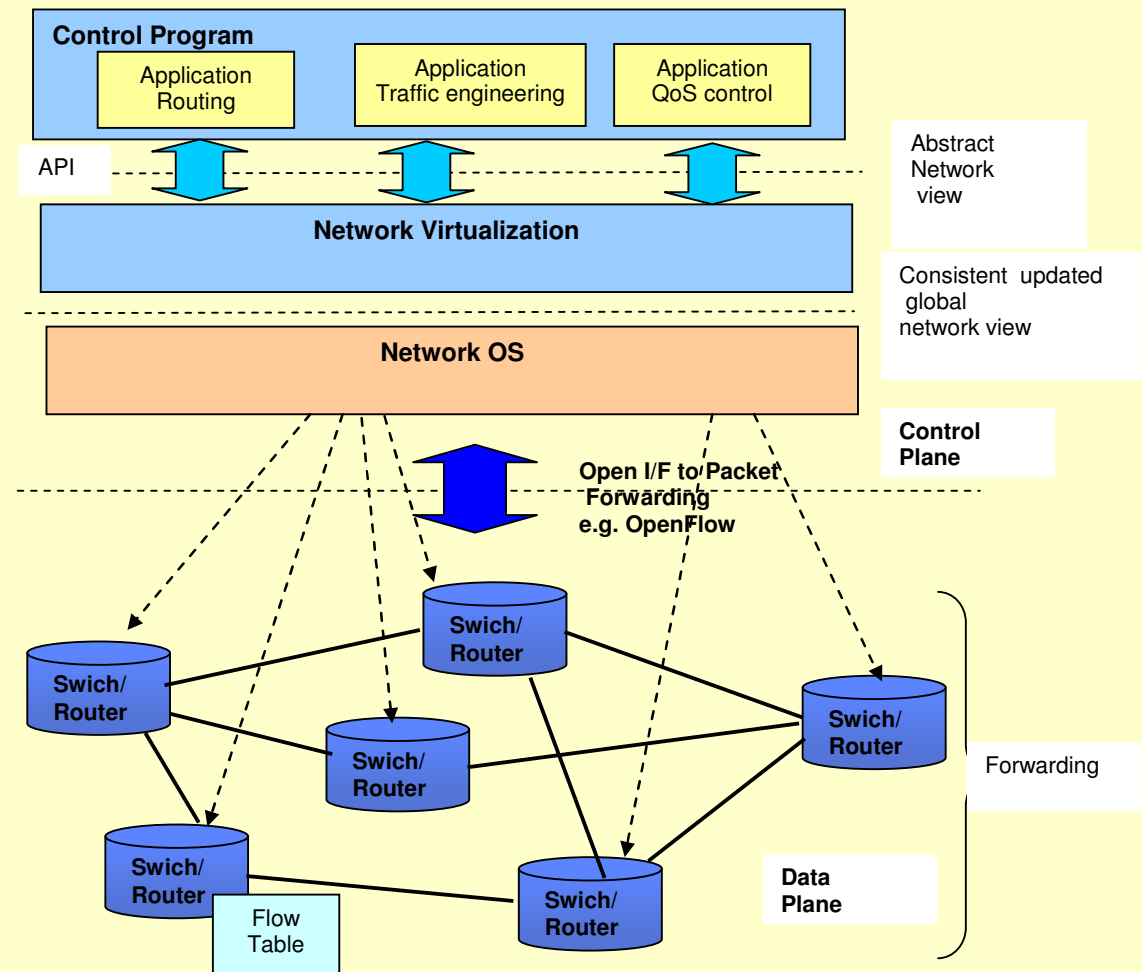 Control Program
Application
Routing
Application
Traffic engineering
Application
QoS control
API
Abstract
Network
view
Network Virtualization
Consistent updated
global
network view
Network OS
Control
Plane
Open I/F to Packet
Forwarding
e.g. OpenFlow
Swich/
Router
Swich/
Router
Swich/
Router
Swich/
Router
Forwarding
Swich/
Router
Swich/
Router
Data
Plane
Flow
Table